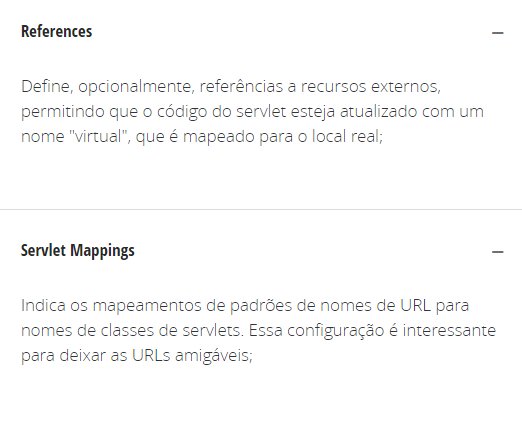 References
Define, opcionalmente, referências a recursos externos,
permitindo que o código do servlet esteja atualizado com um
nome "virtual", que é mapeado para o local real;
Servlet Mappings
Indica os mapeamentos de padrões de nomes de URL para
nomes de classes de servlets. Essa configuração é interessante
para deixar as URLs amigáveis;